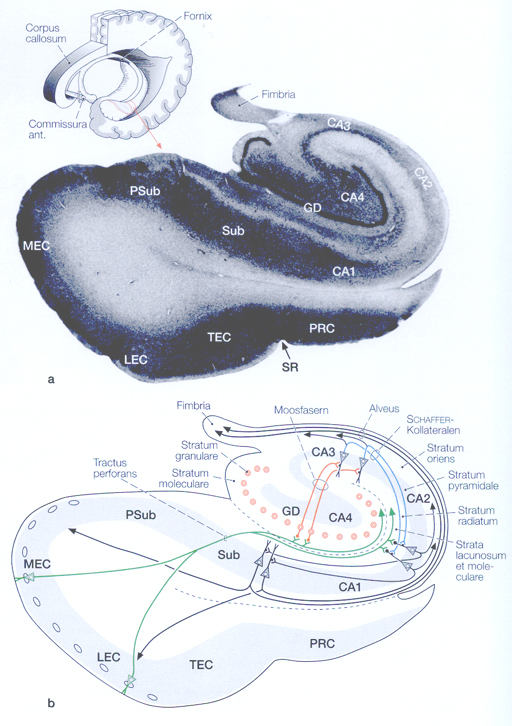 Corpus
callosum
Fornix
Commissura
ant.
Fimbria
CA3
CA2
PSub
CA4
GD
Sub
MEC
CA1
TEC
PRC
LEC
SR
a
Fimbria
Moosfasern
Alveus
SCHAFFER-
Kollateralen
Stratum
granulare
Stratum
moleculare
Tractus
perforans
CA3
Stratum
oriens
Stratum
pyramidale
CA2
Stratum
radiatum
Strata
lacunosum
et mole-
culare
PSub
GD
CA4
Sub
MEC
CA1
LEC
TEC
PRC
b